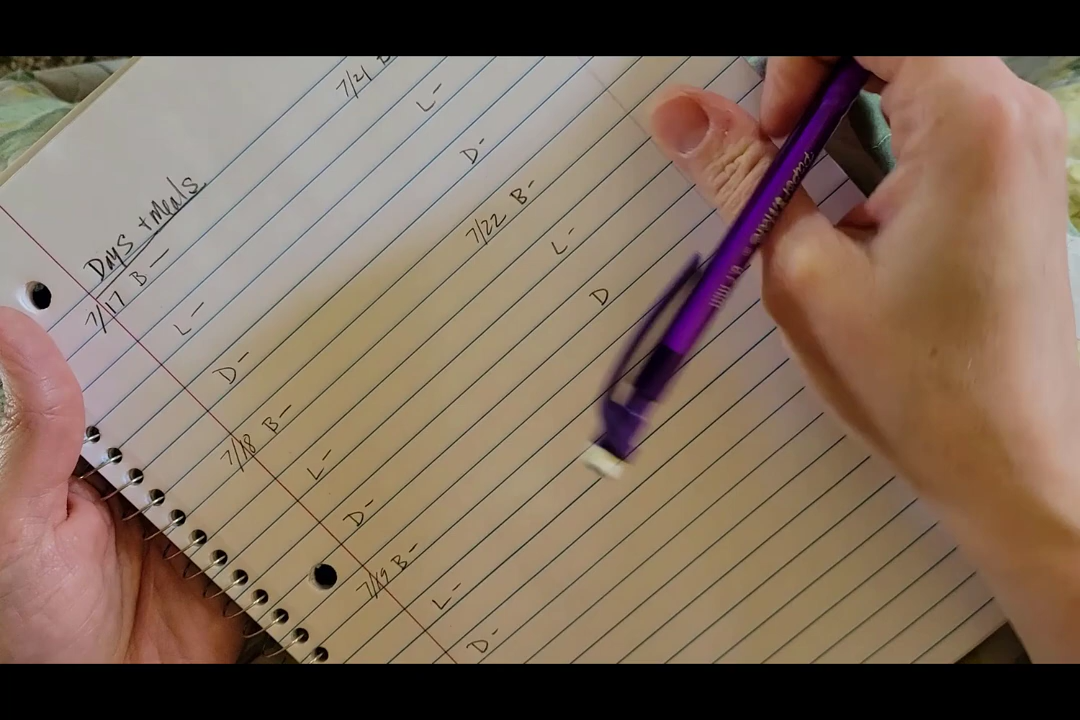 Days + Meals
7/17 B -
L -
D -
7/18 B -
L -
D -
7/19 B -
L -
D -
7/21 B
L -
D -
7/22 B -
L -
D